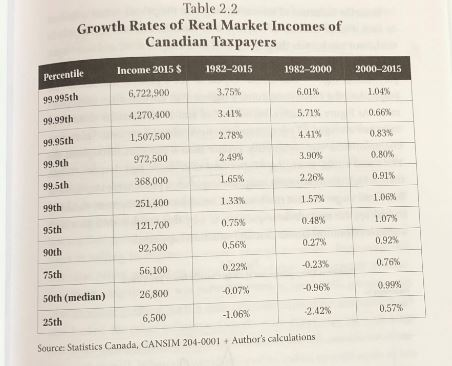 Table 2.2
Growth Rates of Real Market Incomes of
Canadian Taxpayers
Percentile Income 2015 $ 1982–2015 1982–2000 2000–2015
99.995th 6,722,900 3.75% 6.01% 1.04%
99.99th 4,270,400 3.41% 5.71% 0.66%
99.95th 1,507,500 2.78% 4.41% 0.83%
99.9th 972,500 2.49% 3.90% 0.80%
99.5th 368,000 1.65% 2.26% 0.91%
99th 251,400 1.33% 1.57% 1.06%
95th 121,700 0.75% 0.48% 1.07%
90th 92,500 0.56% 0.27% 0.92%
75th 56,100 0.22% -0.23% 0.76%
50th (median) 26,800 -0.07% -0.96% 0.99%
25th 6,500 -1.06% -2.42% 0.57%
Source: Statistics Canada, CANSIM 204-0001 + Author's calculations